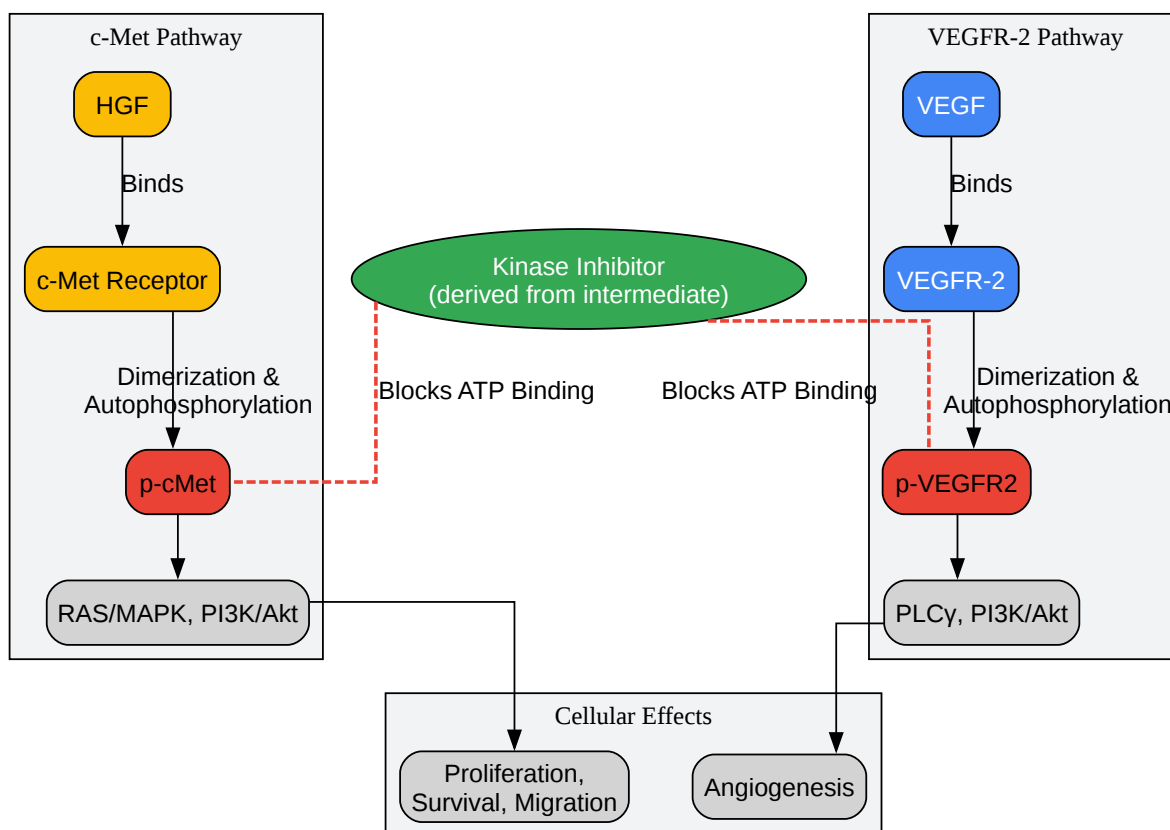 c-Met Pathway
HGF
Binds
c-Met Receptor
Dimerization &
Autophosphorylation
p-cMet
RAS/MAPK, PI3K/Akt
Kinase Inhibitor
(derived from intermediate)
Blocks ATP Binding
Blocks ATP Binding
VEGFR-2 Pathway
VEGF
Binds
VEGFR-2
Dimerization &
Autophosphorylation
p-VEGFR2
PLCγ, PI3K/Akt
Cellular Effects
Proliferation,
Survival, Migration
Angiogenesis